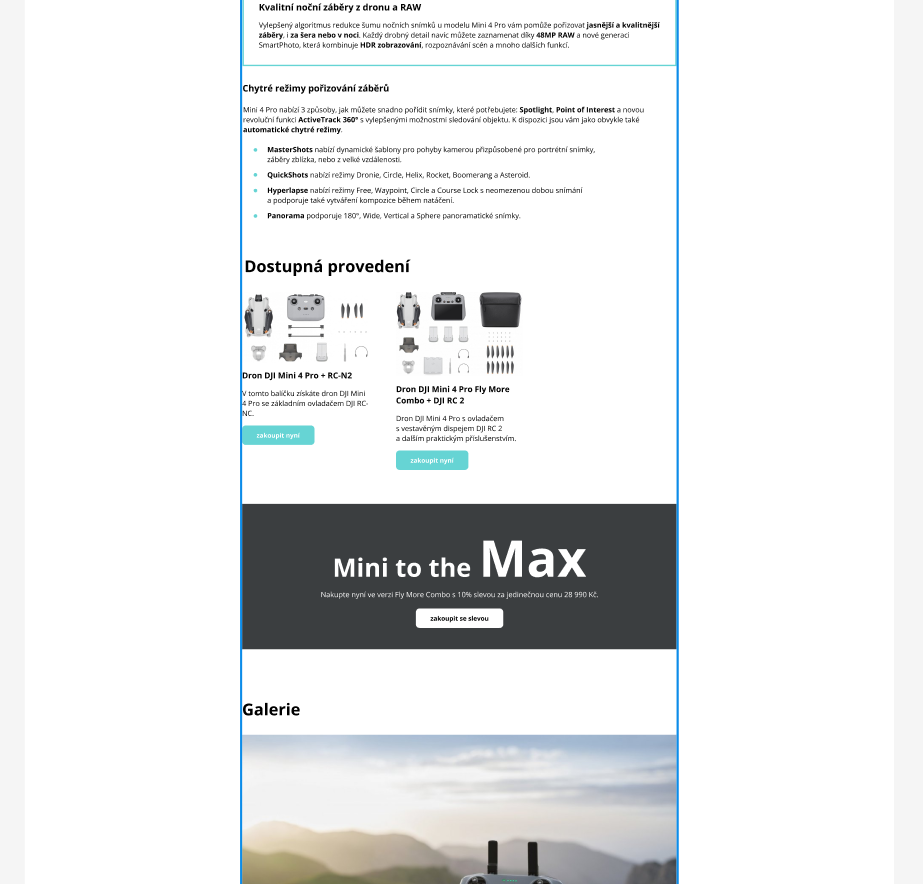 Kvalitní noční záběry z dronu a RAW
Vylepšený algoritmus redukce šumu nočních snímků u modelu Mini 4 Pro vám pomůže pořizovat jasnější a kvalitnější
záběry, i za šera nebo v noci. Každý drobný detail navíc můžete zaznamenat díky 48MP RAW a nové generaci
SmartPhoto, která kombinuje HDR zobrazování, rozpoznávání scén a mnoho dalších funkcí.
Chytré režimy pořizování záběrů
Mini 4 Pro nabízí 3 způsoby, jak můžete snadno pořídit snímky, které potřebujete: Spotlight, Point of Interest a novou
revoluční funkci ActiveTrack 360° s vylepšenými možnostmi sledování objektu. K dispozici jsou vám jako obvykle také
automatické chytré režimy.
MasterShots nabízí dynamické šablony pro pohyby kamerou přizpůsobené pro portrétní snímky,
záběry zblízka, nebo z velké vzdálenosti.
QuickShots nabízí režimy Dronie, Circle, Helix, Rocket, Boomerang a Asteroid.
Hyperlapse nabízí režimy Free, Waypoint, Circle a Course Lock s neomezenou dobou snímání
a podporuje také vytváření kompozice během natáčení.
Panorama podporuje 180°, Wide, Vertical a Sphere panoramatické snímky.
Dostupná provedení
Dron DJI Mini 4 Pro + RC-N2
V tomto balíčku získáte dron DJI Mini
4 Pro se základním ovladačem DJI RC-
NC.
zakoupit nyní
Dron DJI Mini 4 Pro Fly More
Combo + DJI RC 2
Dron DJI Mini 4 Pro s ovladačem
s vestavěným dispejem DJI RC 2
a dalším praktickým příslušenstvím.
zakoupit nyní
Mini to the Max
Nakupte nyní ve verzi Fly More Combo s 10% slevou za jedinečnou cenu 28 990 Kč.
zakoupit se slevou
Galerie